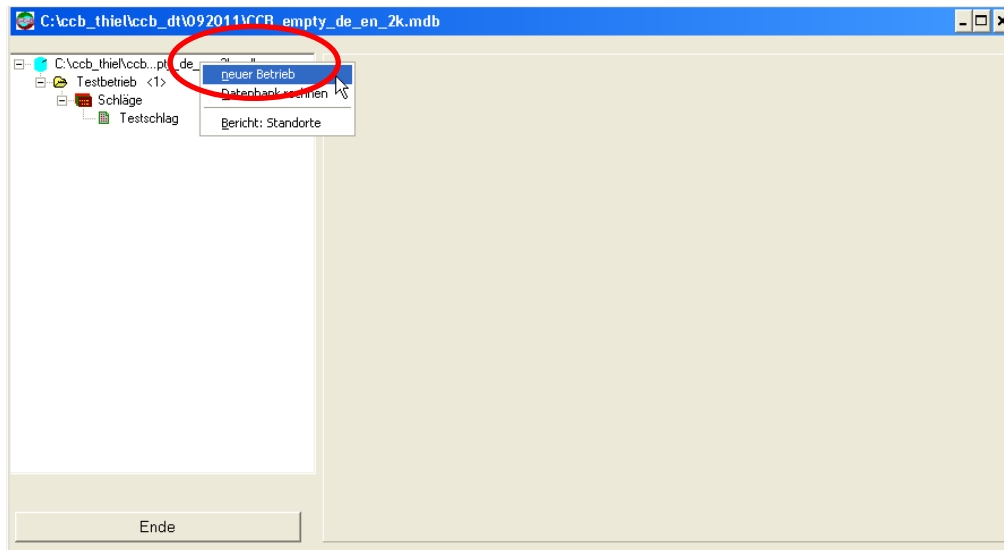 C:\ccb_thiel\ccb_dt\092011\CCB_empty_de_en_2k.mdb
C:\ccb_thiel\ccb...pty_de_
neuer Betrieb
Testbetrieb <1>
Datenbank rechnen
Schläge
Testschlag
Bericht: Standorte
Ende